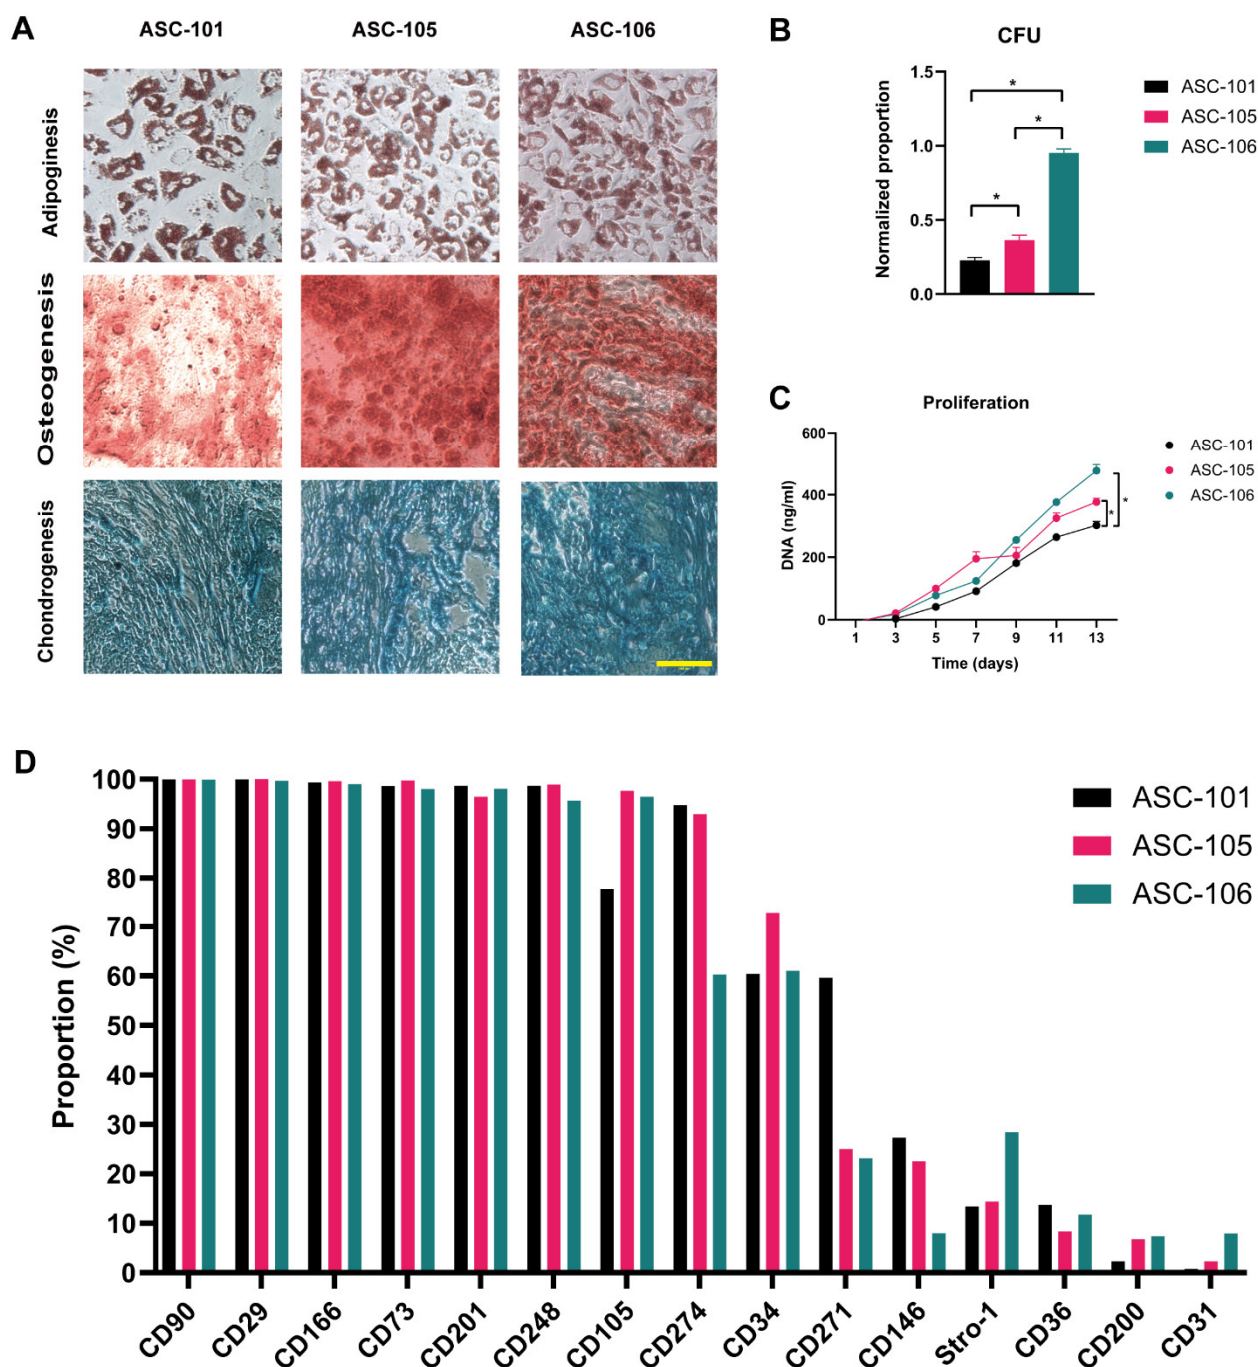 A
ASC-101
ASC-105
ASC-106
Adipoginesis
Osteogenesis
Chondrogenesis
B
CFU
Normalized proportion
1.5
1.0
0.5
0.0
*
*
*
ASC-101
ASC-105
ASC-106
C
Proliferation
DNA (ng/ml)
600
400
200
0
1 3 5 7 9 11 13
Time (days)
*
*
ASC-101
ASC-105
ASC-106
D
Proportion (%)
100
90
80
70
60
50
40
30
20
10
0
CD90
CD29
CD166
CD73
CD201
CD248
CD105
CD274
CD34
CD271
CD146
Stro-1
CD36
CD200
CD31
ASC-101
ASC-105
ASC-106